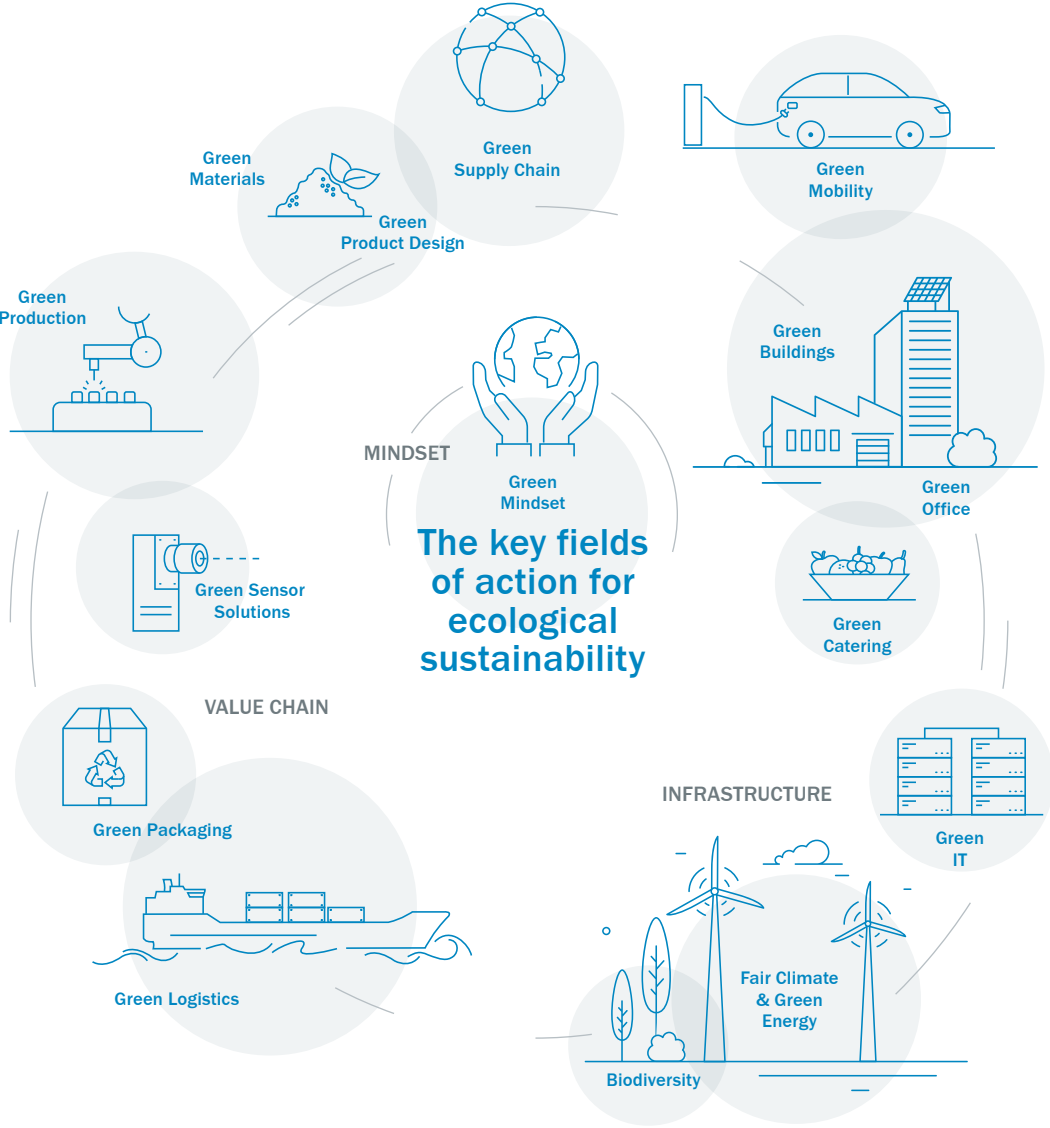 Green
Supply Chain
Green
Materials
Green
Product Design
Green
Mobility
Green
Production
Green
Buildings
MINDSET
Green
Mindset
The key fields
of action for
ecological
sustainability
Green
Office
Green Sensor
Solutions
Green
Catering
VALUE CHAIN
INFRASTRUCTURE
Green Packaging
Green
IT
Green Logistics
Fair Climate
& Green
Energy
Biodiversity